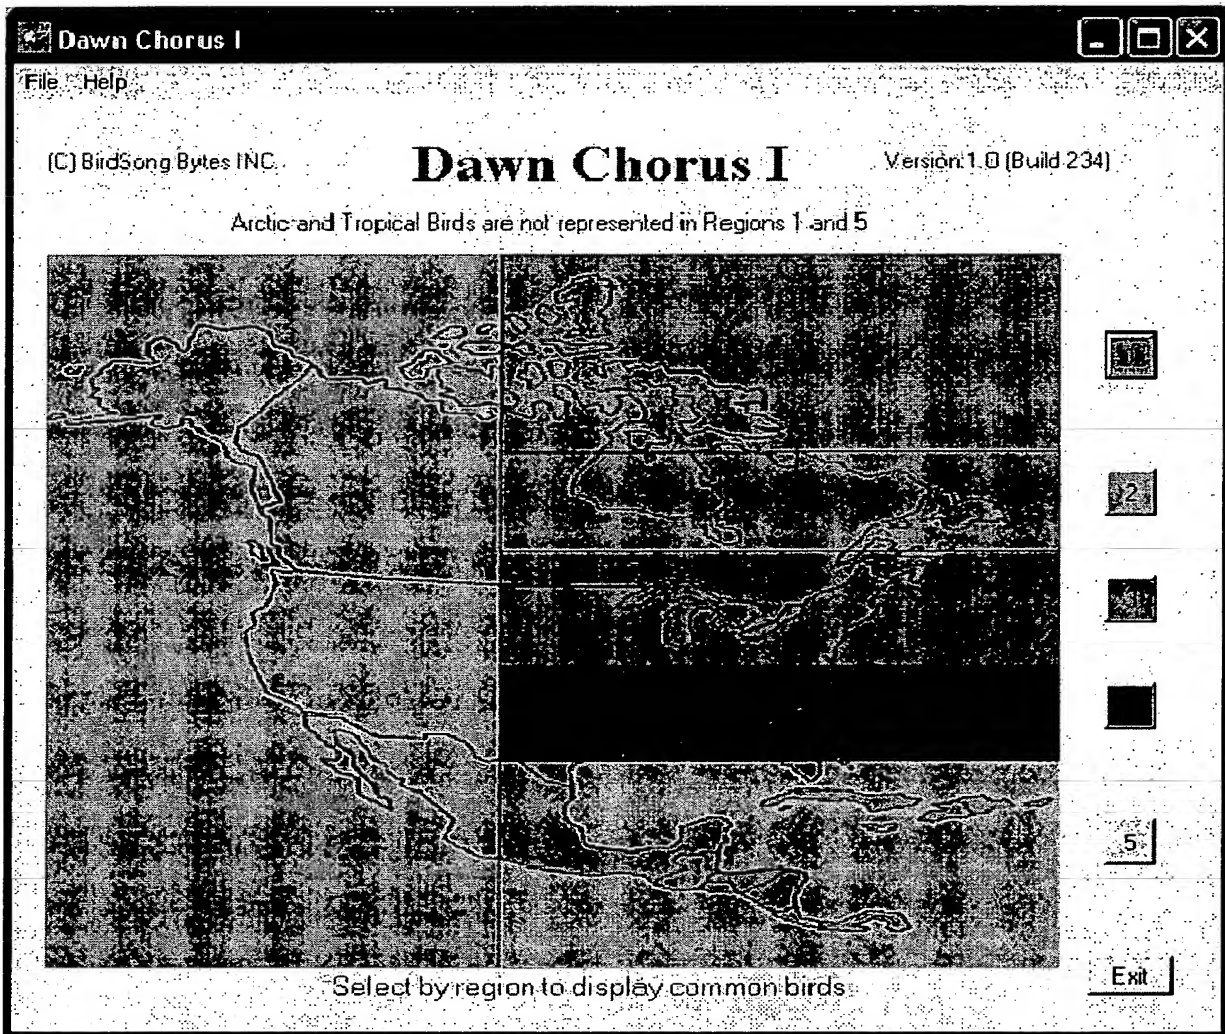 Dawn Chorus I
File Help
(C) BirdSong Bytes INC.
Dawn Chorus I
Version:1.0 (Build 234)
Arctic and Tropical Birds are not represented in Regions 1 and 5
2
5
Select by region to display common birds
Exit